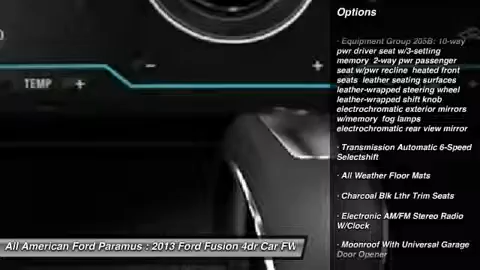 Options
· Equipment Group 205B: 10-way
pwr driver seat w/3-setting
memory 2-way pwr passenger
seat w/pwr recline heated front
seats leather seating surfaces
leather-wrapped steering wheel
leather-wrapped shift knob
electrochromatic exterior mirrors
w/memory fog lamps
electrochromatic rear view mirror
· Transmission Automatic 6-Speed
Selectshift
· All Weather Floor Mats
· Charcoal Blk Lthr Trim Seats
· Electronic AM/FM Stereo Radio
W/Clock
· Moonroof With Universal Garage
Door Opener
− +
TEMP +
All American Ford Paramus : 2013 Ford Fusion 4dr Car FW